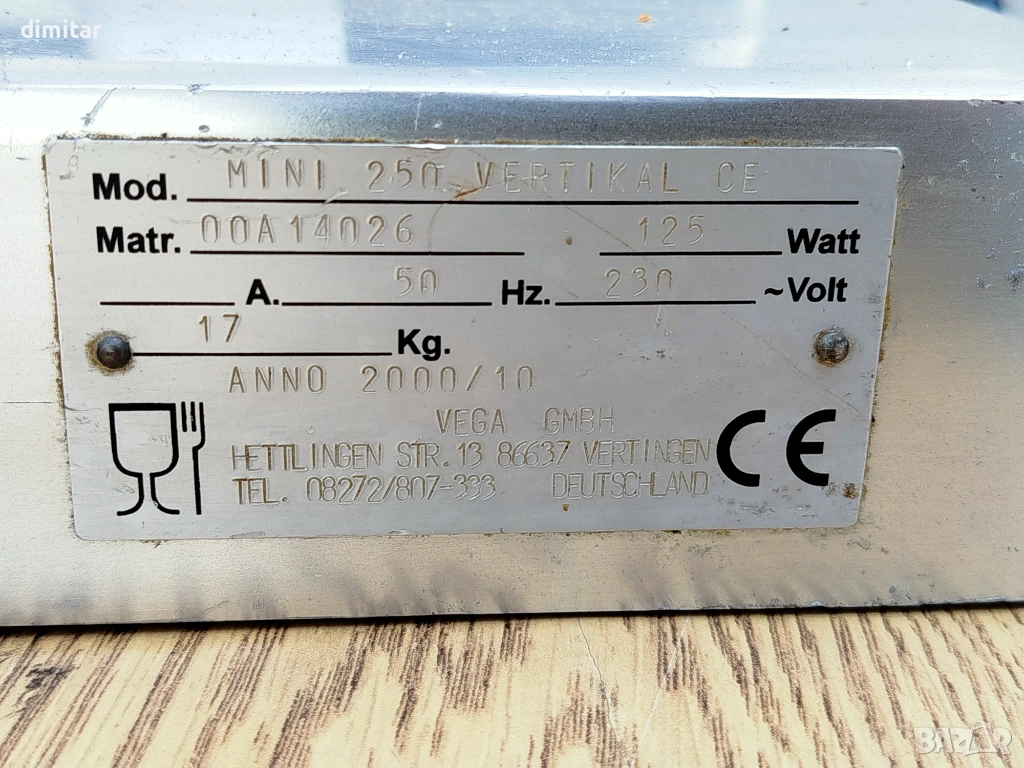 dimitar
Mod. MINI 250 VERTIKAL CE
Matr. 00A14026 125 Watt
A. 50 Hz. 230 ~Volt
17 Kg.
ANNO 2000/10
VEGA GMBH
HETTLINGEN STR. 13 86637 VERTINGEN
TEL. 08272/807-333 DEUTSCHLAND
CE
BAZAR